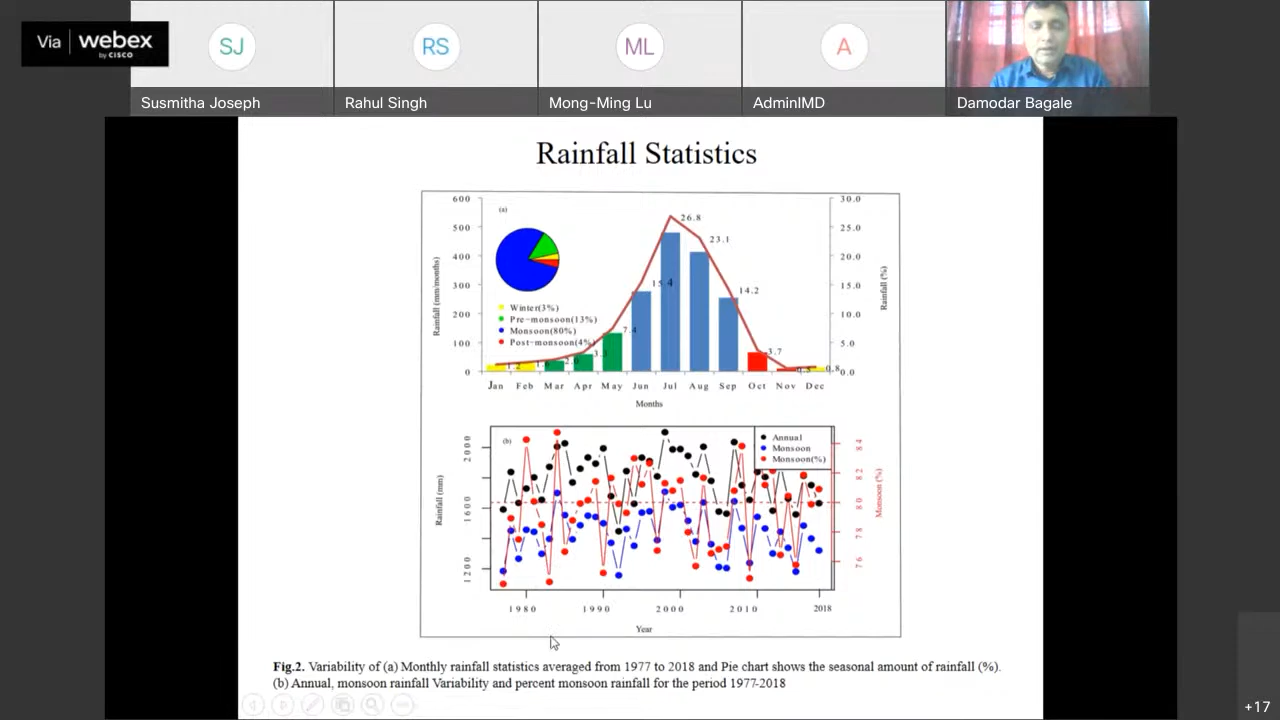 Via webex
by CISCO
SJ
RS
ML
A
Susmitha Joseph
Rahul Singh
Mong-Ming Lu
AdminIMD
Damodar Bagale
Rainfall Statistics
600
500
400
300
200
100
0
Rainfall (mm/months)
(a)
Winter(3%)
Pre-monsoon(13%)
Monsoon(80%)
Post-monsoon(4%)
1.2
3.3
7.4
15.4
26.8
23.1
14.2
3.7
0.8
30.0
25.0
20.0
15.0
10.0
5.0
0.0
Rainfall (%)
Jan Feb Mar Apr May Jun Jul Aug Sep Oct Nov Dec
Months
(b)
Annual
Monsoon
Monsoon(%)
2000
1600
1200
Rainfall (mm)
84
82
80
78
76
Monsoon (%)
1980 1990 2000 2010 2018
Year
Fig.2. Variability of (a) Monthly rainfall statistics averaged from 1977 to 2018 and Pie chart shows the seasonal amount of rainfall (%).
(b) Annual, monsoon rainfall Variability and percent monsoon rainfall for the period 1977-2018
+17